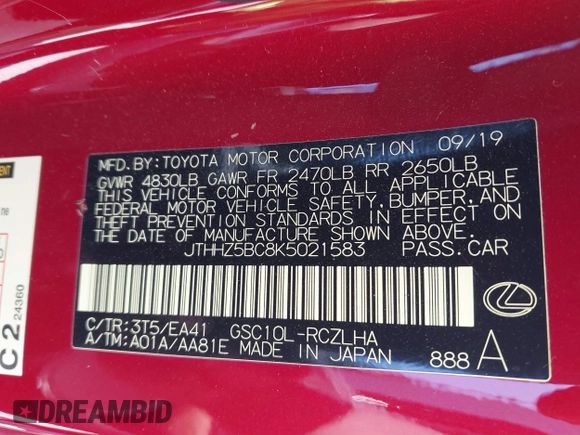 MFD. BY: TOYOTA MOTOR CORPORATION 09/19
GVWR 4830LB GAWR FR 2470LB RR 2650LB
THIS VEHICLE CONFORMS TO ALL APPLICABLE
FEDERAL MOTOR VEHICLE SAFETY, BUMPER, AND
THEFT PREVENTION STANDARDS IN EFFECT ON
THE DATE OF MANUFACTURE SHOWN ABOVE.
JTHHZ5BC8K5021583 PASS.CAR
C/TR: 3T5/EA41 GSC10L-RCZLHA
A/TM: A01A/AA81E MADE IN JAPAN 888 A
C 2 24360
DREAMBID